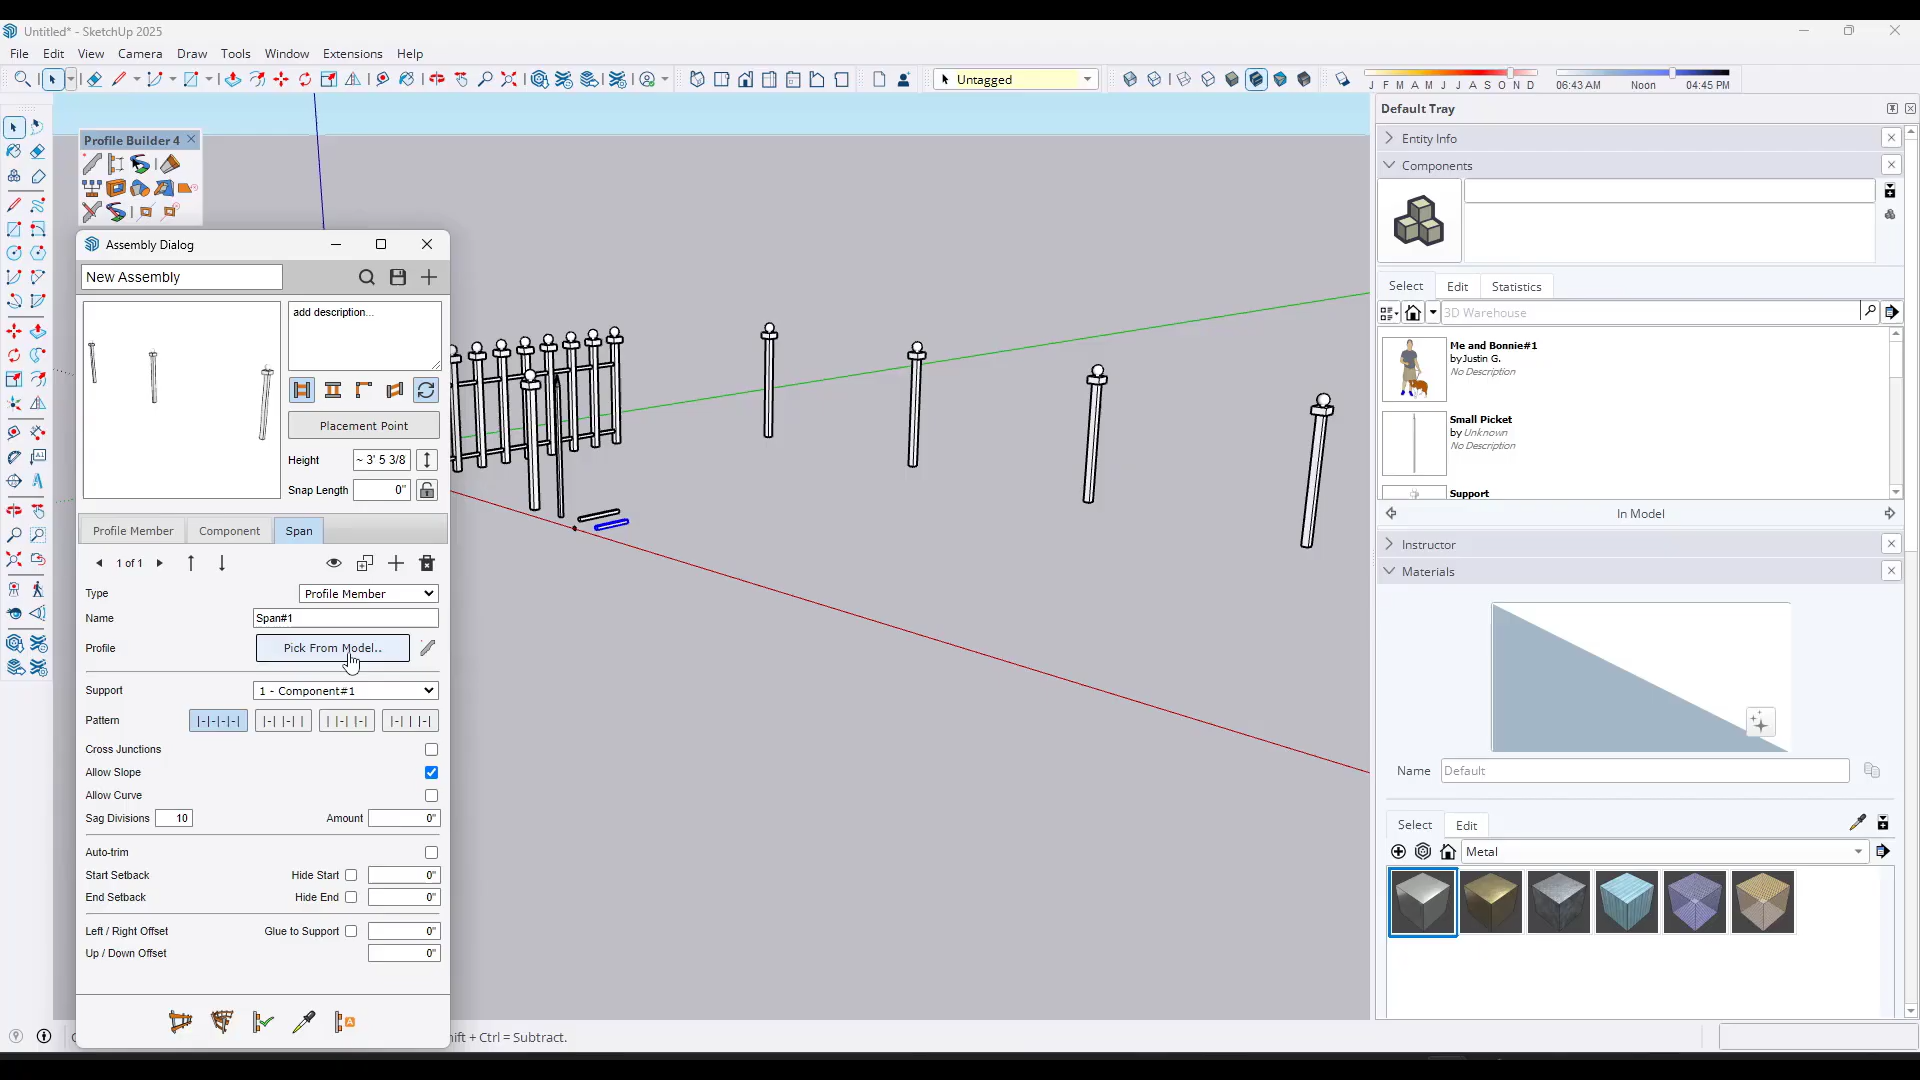 Untitled* - SketchUp 2025
File Edit View Camera Draw Tools Window Extensions Help
Untagged
J F M A M J J A S O N D
06:43 AM Noon 04:45 PM
Profile Builder 4
Assembly Dialog
New Assembly
add description...
Placement Point
Height ~ 3' 5 3/8
Snap Length 0"
Profile Member Component Span
1 of 1
Type Profile Member
Name Span#1
Profile Pick From Model..
Support 1 - Component#1
Pattern |-|-|-|-| |-| |-| | | |-| |-| |-| | |-|
Cross Junctions
Allow Slope
Allow Curve
Sag Divisions 10 Amount 0"
Auto-trim
Start Setback Hide Start 0"
End Setback Hide End 0"
Left / Right Offset Glue to Support 0"
Up / Down Offset 0"
hift + Ctrl = Subtract.
Default Tray
Entity Info
Components
Select Edit Statistics
3D Warehouse
Me and Bonnie#1
by Justin G.
No Description
Small Picket
by Unknown
No Description
Support
In Model
Instructor
Materials
Name Default
Select Edit
Metal